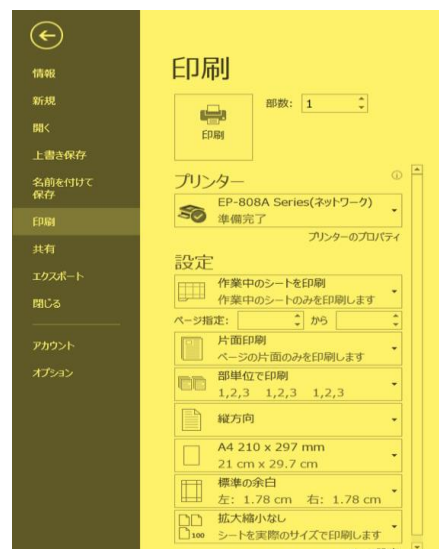 情報
新規
開く
上書き保存
名前を付けて
保存
印刷
共有
エクスポート
閉じる
アカウント
オプション
印刷
印刷
部数: 1
プリンター
EP-808A Series(ネットワーク)
準備完了
プリンターのプロパティ
設定
作業中のシートを印刷
作業中のシートのみを印刷します
ページ指定: から
片面印刷
ページの片面のみを印刷します
部単位で印刷
1,2,3 1,2,3 1,2,3
縦方向
A4 210 x 297 mm
21 cm x 29.7 cm
標準の余白
左: 1.78 cm 右: 1.78 cm
拡大縮小なし
100 シートを実際のサイズで印刷します